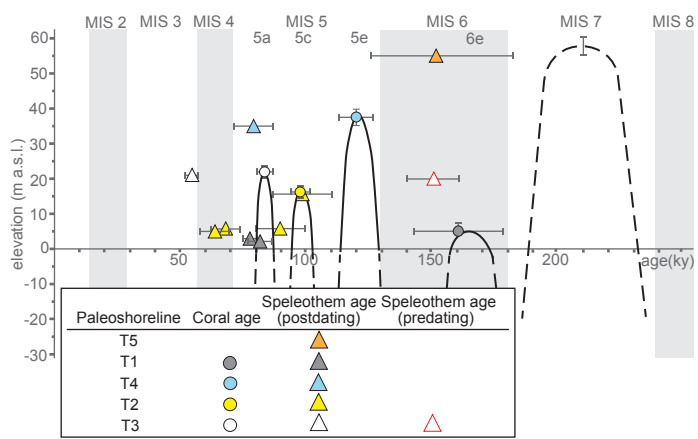 MIS 2 MIS 3 MIS 4 MIS 5 MIS 6 MIS 7 MIS 8
5a 5c 5e 6e
elevation (m a.s.l.)
60
50
40
30
20
10
0
-10
-20
-30
50 100 150 200 age(ky)
Paleoshoreline Coral age Speleothem age (postdating) Speleothem age (predating)
T5
T1
T4
T2
T3